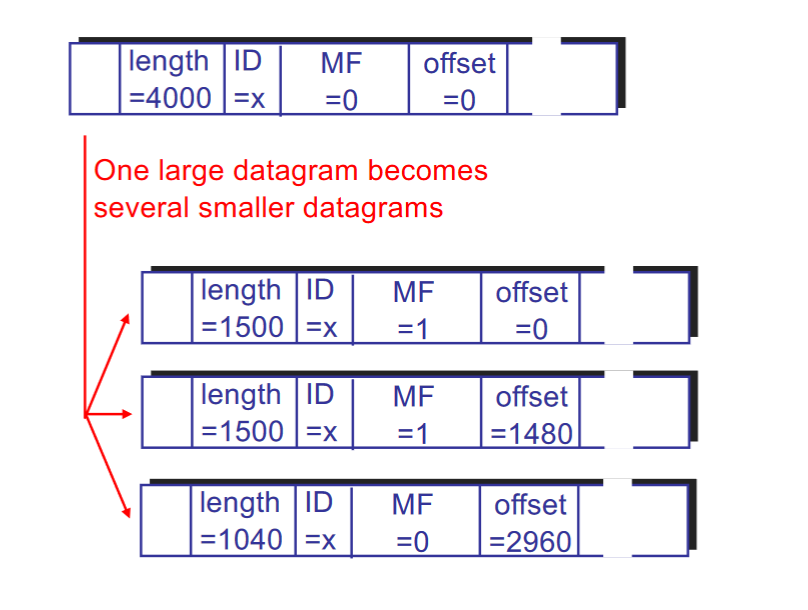 length ID MF offset
=4000 =x =0 =0
One large datagram becomes
several smaller datagrams
length ID MF offset
=1500 =x =1 =0
length ID MF offset
=1500 =x =1 =1480
length ID MF offset
=1040 =x =0 =2960